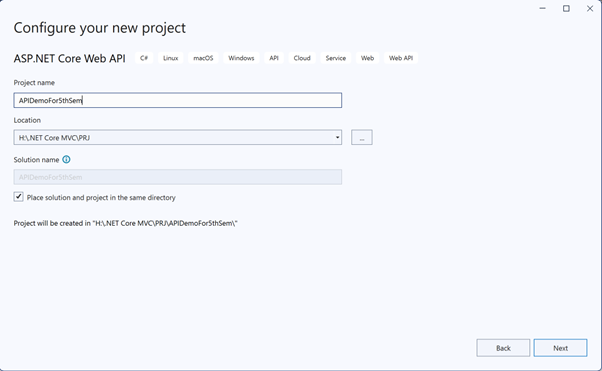 Configure your new project
ASP.NET Core Web API C# Linux macOS Windows API Cloud Service Web Web API
Project name
APIDemoFor5thSem
Location
H:\.NET Core MVC\PRJ
...
Solution name
APIDemoFor5thSem
Place solution and project in the same directory
Project will be created in "H:\.NET Core MVC\PRJ\APIDemoFor5thSem\"
Back Next